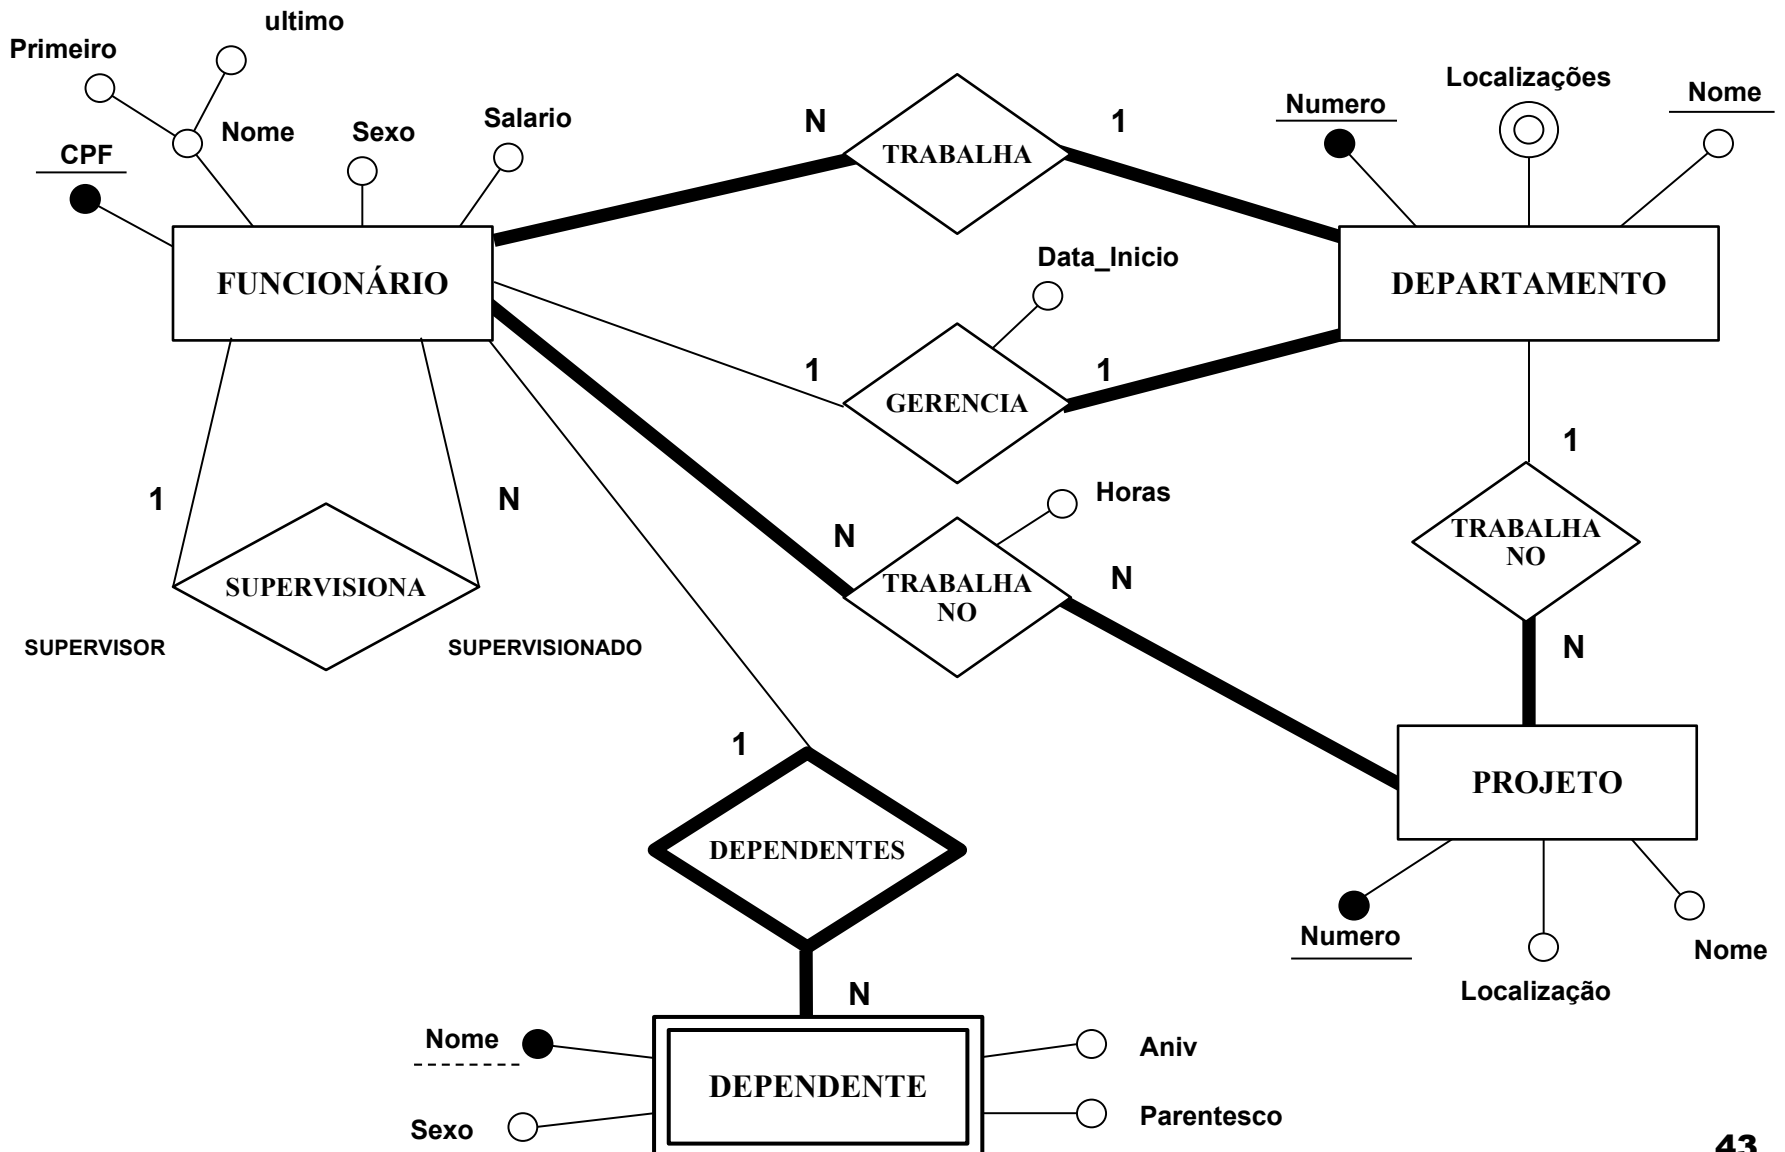 ultimo
Primeiro
Nome
CPF
Sexo
Salario
N
TRABALHA
1
Numero
Localizações
Nome
FUNCIONÁRIO
Data_Inicio
DEPARTAMENTO
1
GERENCIA
1
1
1
N
SUPERVISIONA
SUPERVISOR
SUPERVISIONADO
N
Horas
TRABALHA
NO
N
TRABALHA
NO
N
1
DEPENDENTES
N
PROJETO
Numero
Localização
Nome
Nome
Sexo
DEPENDENTE
Aniv
Parentesco
43